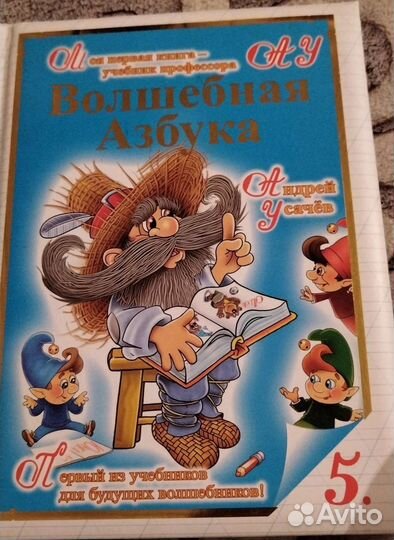 Моя первая книга –
учебник профессора АУ
Волшебная
Азбука
Андрей
Усачёв
Первый из учебников
для будущих волшебников!
5.
Avito